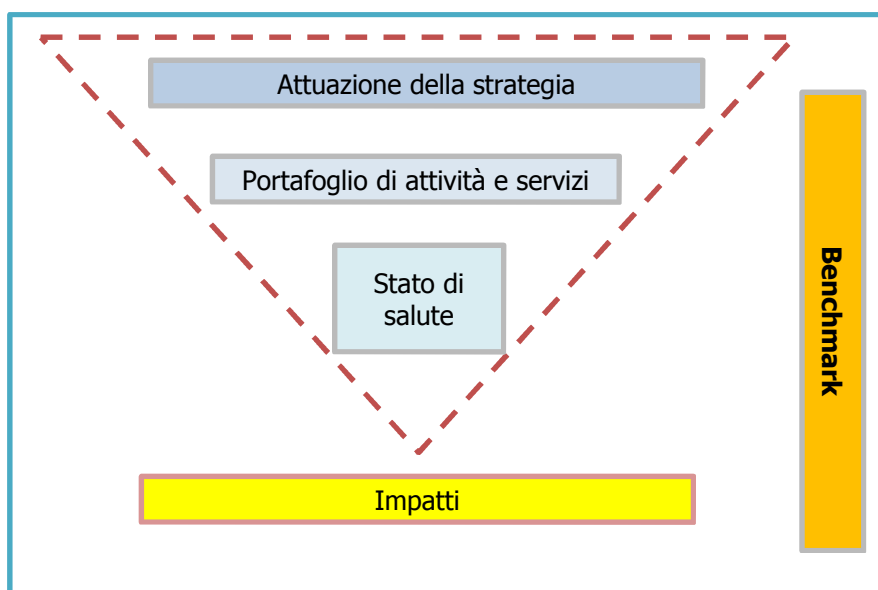 Attuazione della strategia
Portafoglio di attività e servizi
Stato di
salute
Benchmark
Impatti